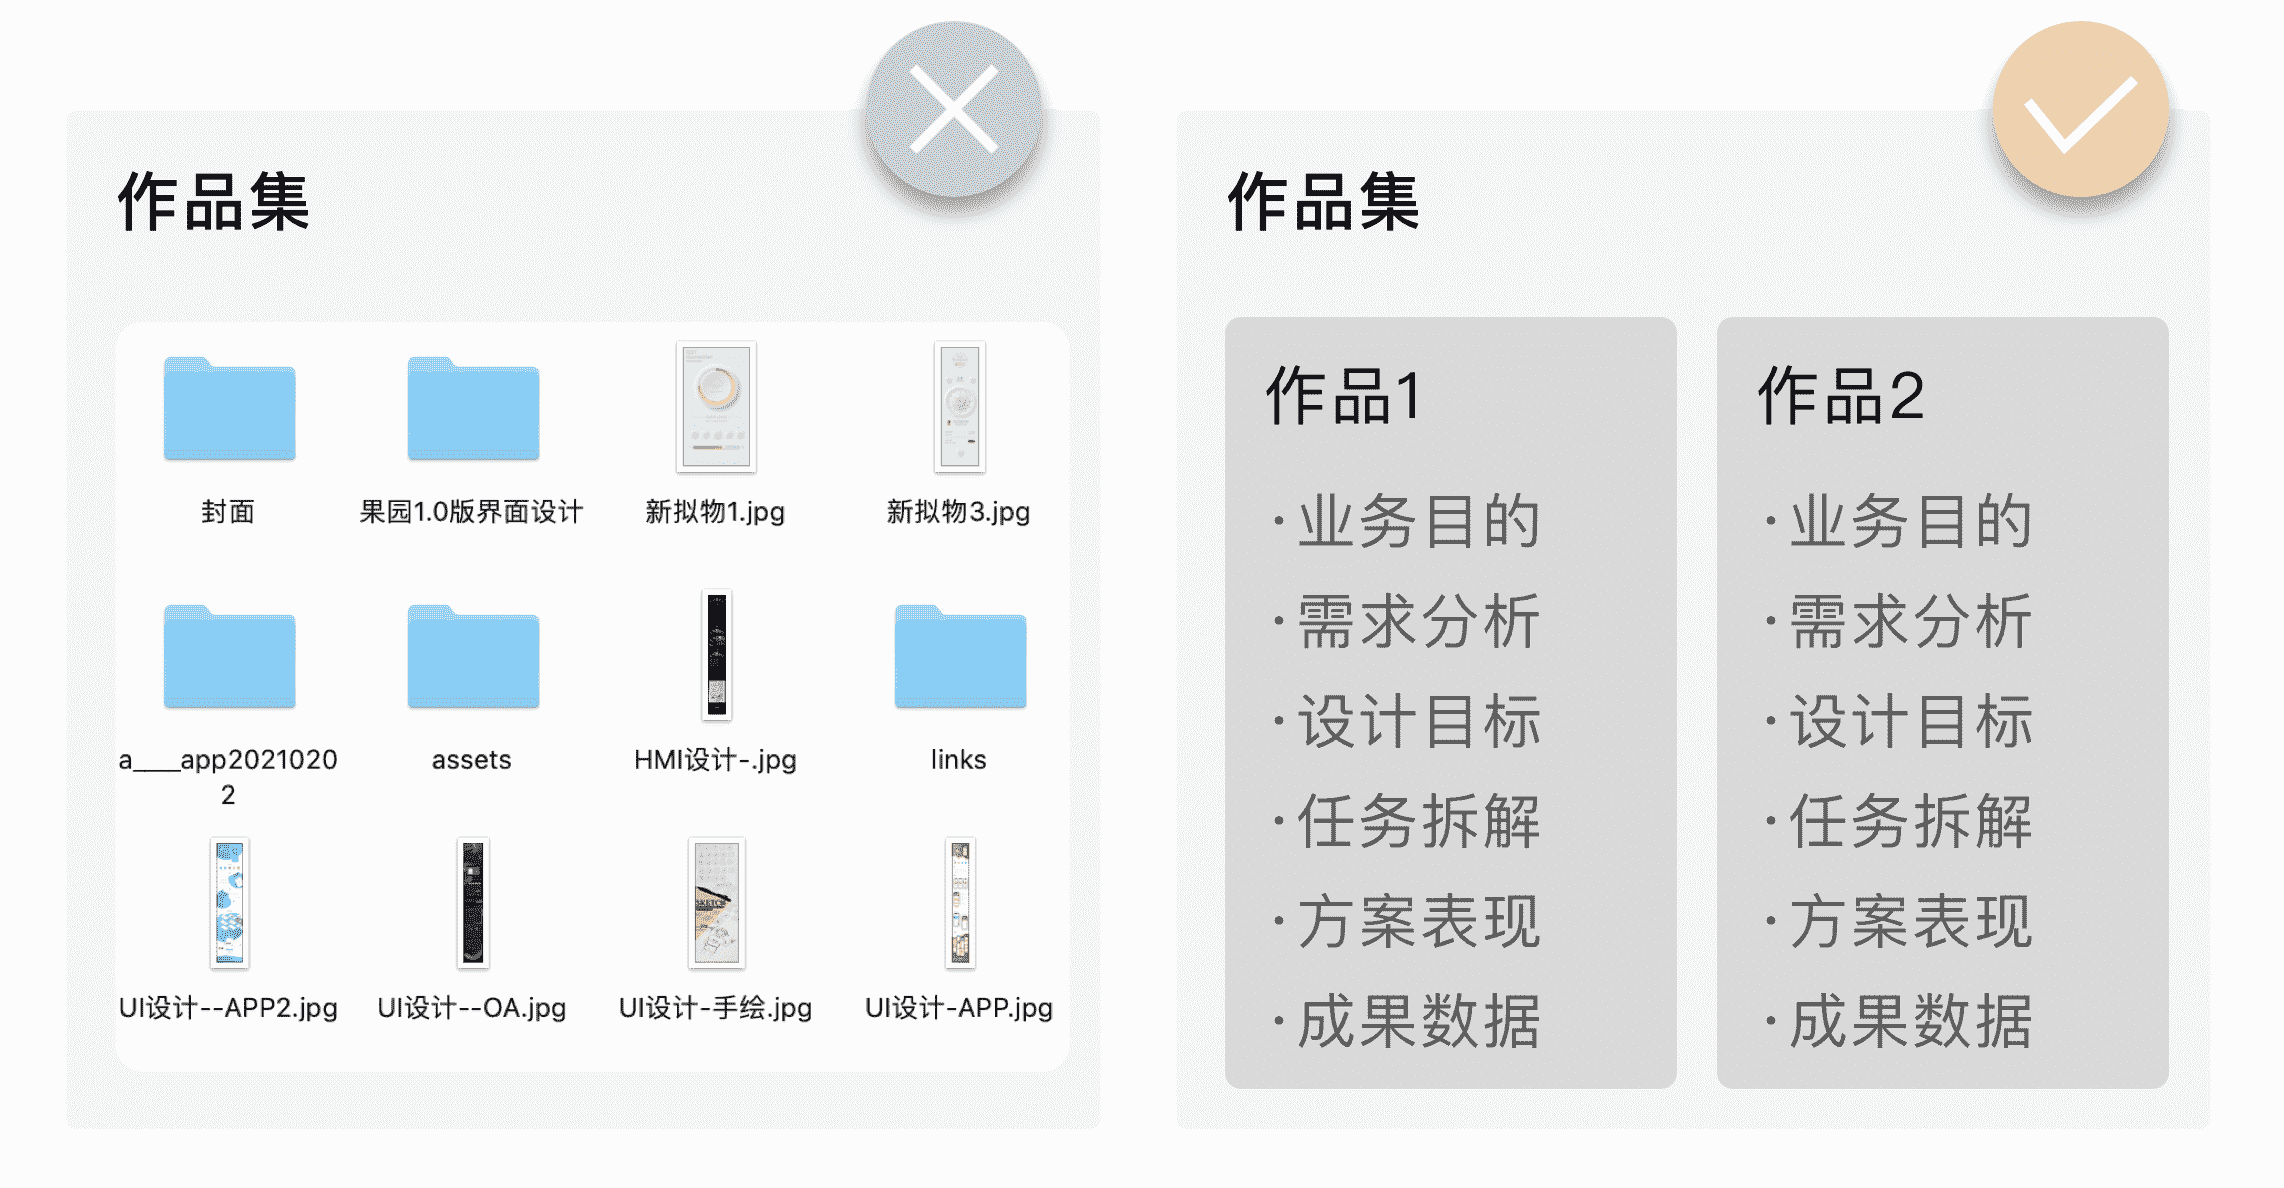 作品集
封面
果园1.0版界面设计
新拟物1.jpg
新拟物3.jpg
a____app2021020
2
assets
HMI设计-.jpg
links
UI设计--APP2.jpg
UI设计--OA.jpg
UI设计-手绘.jpg
UI设计-APP.jpg
作品集
作品1
·业务目的
·需求分析
·设计目标
·任务拆解
·方案表现
·成果数据
作品2
·业务目的
·需求分析
·设计目标
·任务拆解
·方案表现
·成果数据